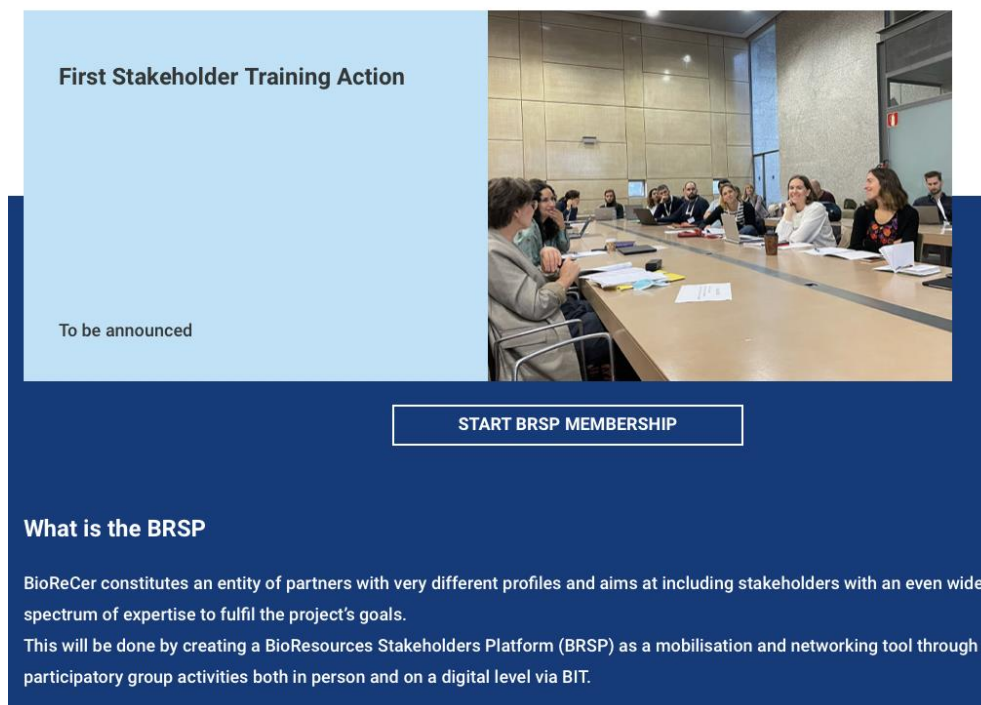 First Stakeholder Training Action
To be announced
START BRSP MEMBERSHIP
What is the BRSP
BioReCer constitutes an entity of partners with very different profiles and aims at including stakeholders with an even wide
spectrum of expertise to fulfil the project's goals.
This will be done by creating a BioResources Stakeholders Platform (BRSP) as a mobilisation and networking tool through
participatory group activities both in person and on a digital level via BIT.